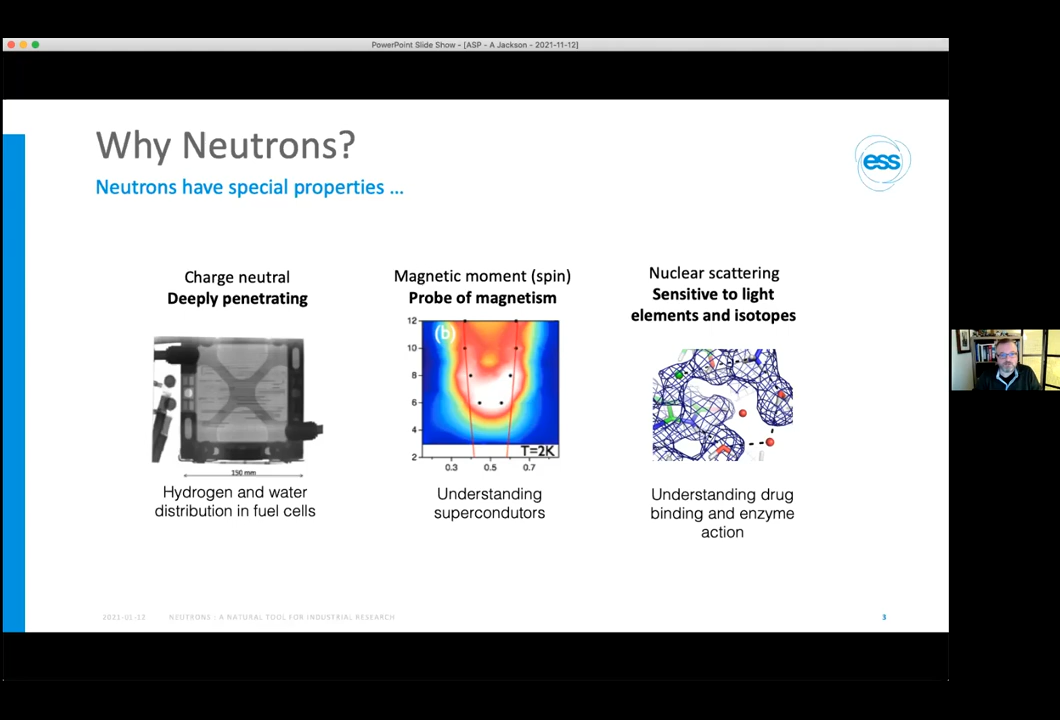 PowerPoint Slide Show - [ASP - A Jackson - 2021-11-12]
Why Neutrons?
Neutrons have special properties ...
ess
Charge neutral
Deeply penetrating
150 mm
Hydrogen and water
distribution in fuel cells
Magnetic moment (spin)
Probe of magnetism
(b)
12
10
8
6
4
2
T=2K
0.3 0.5 0.7
Understanding
supercondutors
Nuclear scattering
Sensitive to light
elements and isotopes
Understanding drug
binding and enzyme
action
2021-01-12 NEUTRONS : A NATURAL TOOL FOR INDUSTRIAL RESEARCH 3